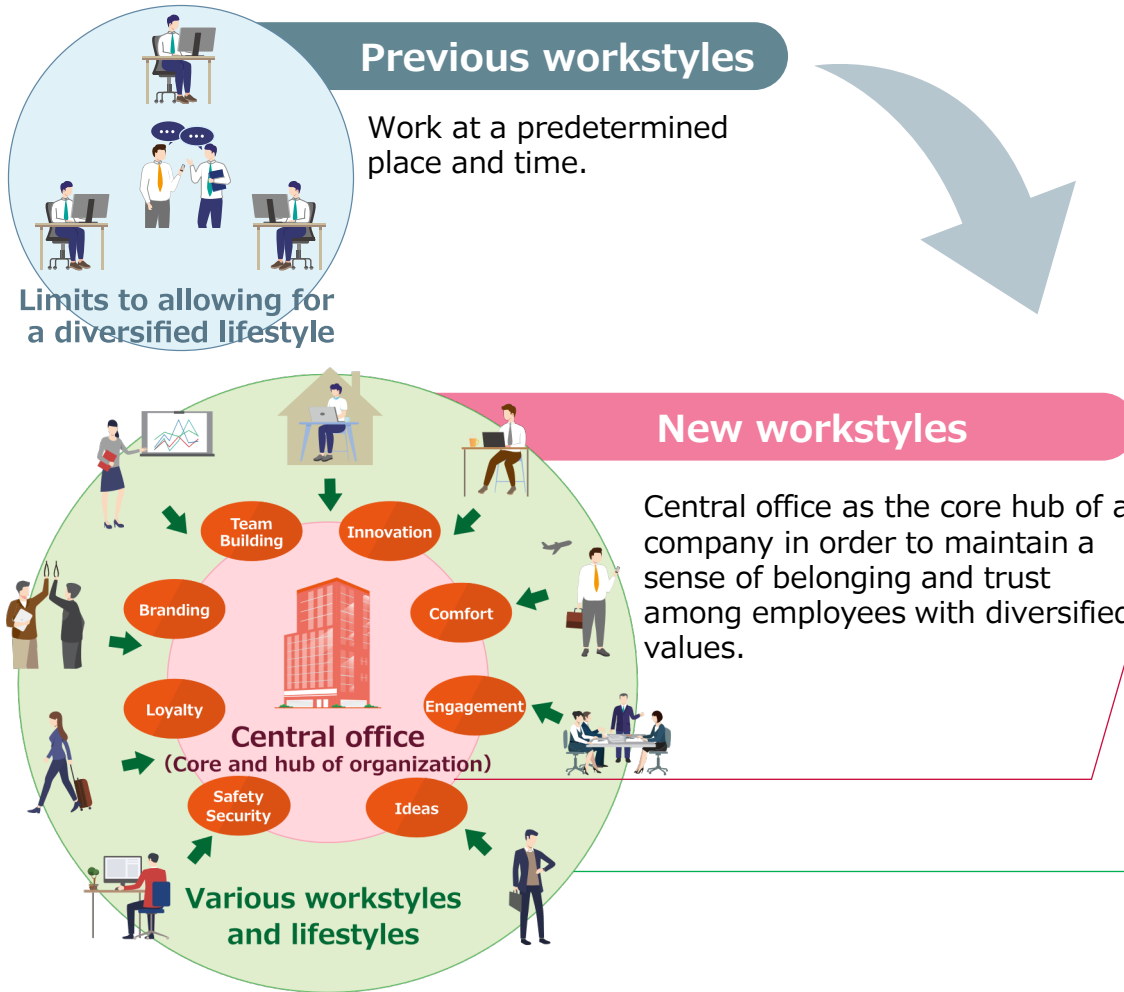 Previous workstyles
Work at a predetermined
place and time.
Limits to allowing for
a diversified lifestyle
New workstyles
Central office as the core hub of a
company in order to maintain a
sense of belonging and trust
among employees with diversified
values.
Team
Building
Innovation
Branding
Comfort
Loyalty
Engagement
Central office
(Core and hub of organization)
Safety
Security
Ideas
Various workstyles
and lifestyles